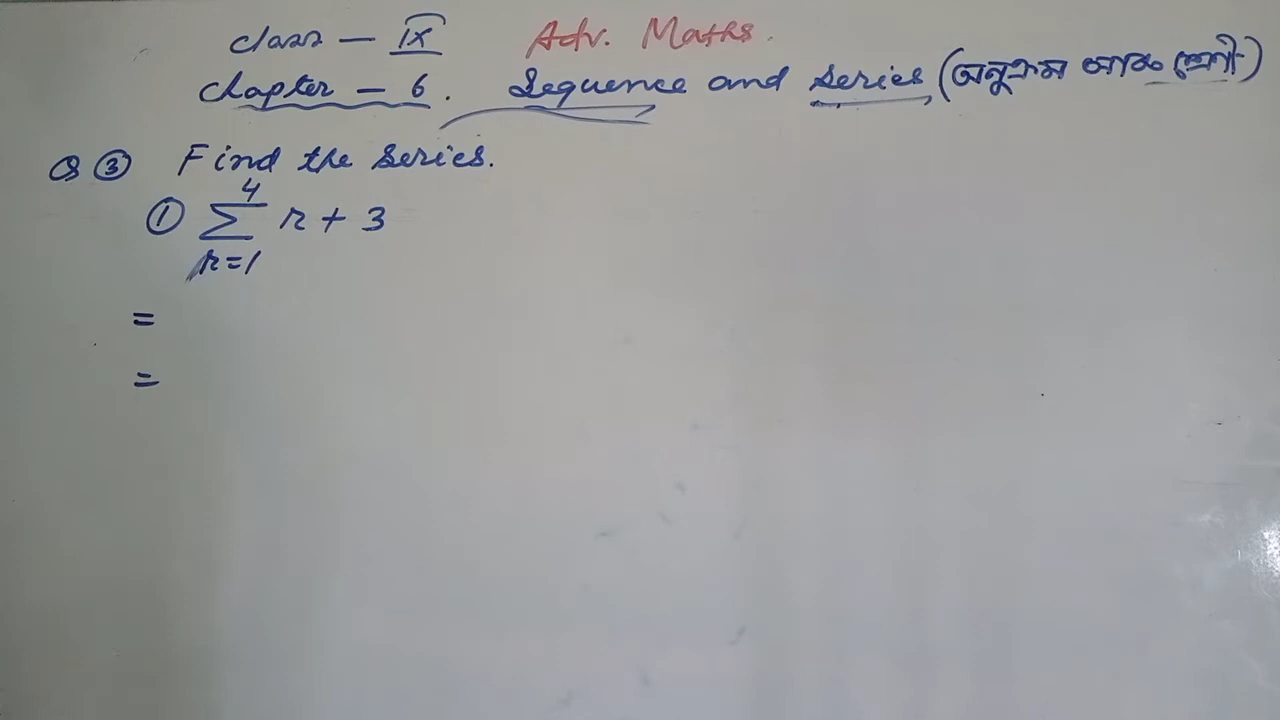 class - IX Adv. Maths.
Chapter - 6. Sequence and series (অনুক্ৰম আৰু শ্ৰেণী)
Q ③ Find the series.
① 4 ∑ r=1 r + 3
=
=